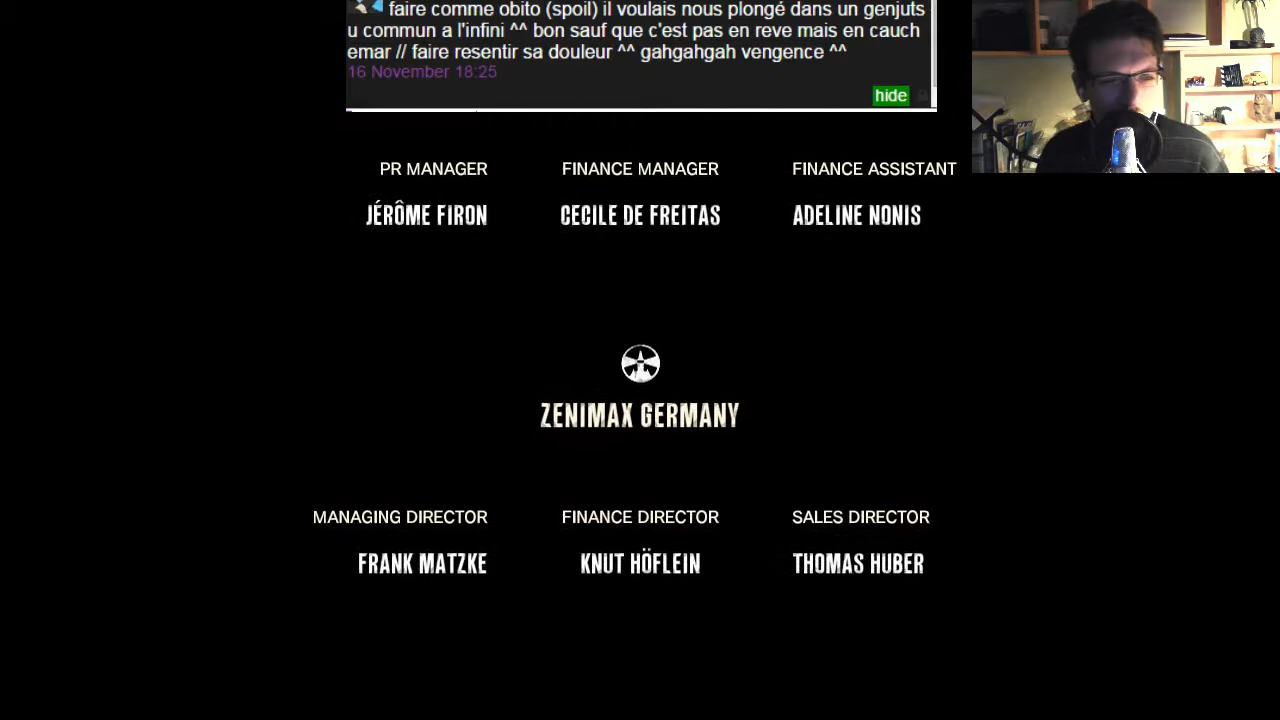 faire comme obito (spoil) il voulais nous plongé dans un genjuts
u commun a l'infini ^^ bon sauf que c'est pas en reve mais en cauch
emar // faire resentir sa douleur ^^ gahgahgah vengence ^^
16 November 18:25
hide
PR MANAGER FINANCE MANAGER FINANCE ASSISTANT
JÉRÔME FIRON CECILE DE FREITAS ADELINE NONIS
ZENIMAX GERMANY
MANAGING DIRECTOR FINANCE DIRECTOR SALES DIRECTOR
FRANK MATZKE KNUT HÖFLEIN THOMAS HUBER